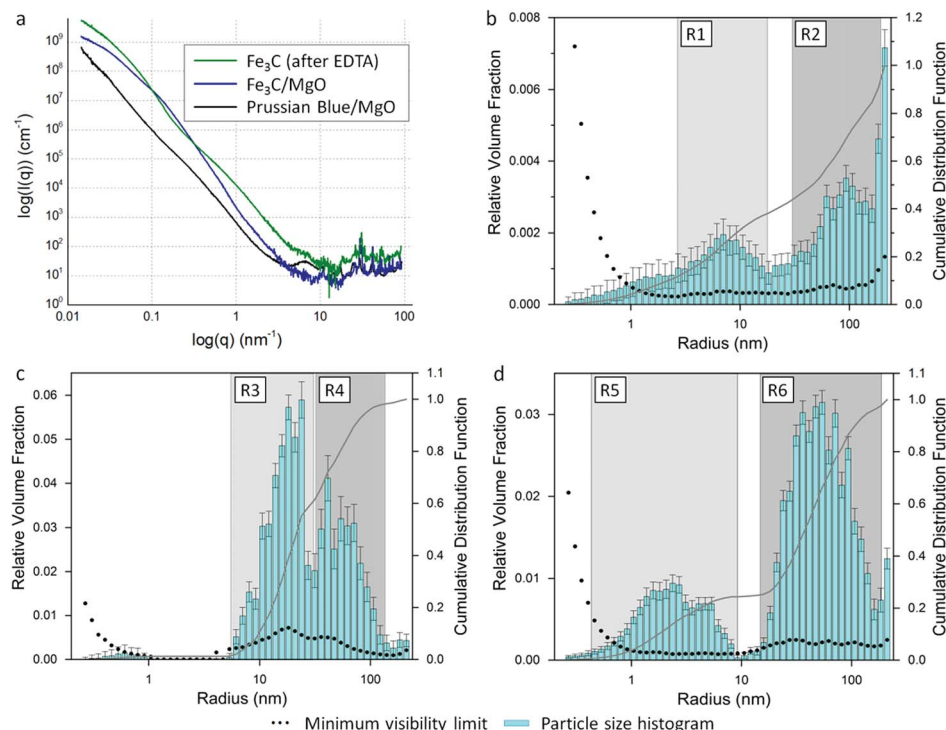 a
log(I(q)) (cm⁻¹)
10⁹
10⁸
10⁷
10⁶
10⁵
10⁴
10³
10²
10¹
10⁰
Fe₃C (after EDTA)
Fe₃C/MgO
Prussian Blue/MgO
0.01 0.1 1 10 100
log(q) (nm⁻¹)
b
Relative Volume Fraction
0.008
0.006
0.004
0.002
0.000
R1 R2
1.2
1.0
0.8
0.6
0.4
0.2
0.0
Cumulative Distribution Function
1 10 100
Radius (nm)
c
Relative Volume Fraction
0.06
0.05
0.04
0.03
0.02
0.01
0.00
R3 R4
1.1
1.0
0.8
0.6
0.4
0.2
0.0
Cumulative Distribution Function
1 10 100
Radius (nm)
d
Relative Volume Fraction
0.03
0.02
0.01
0.00
R5 R6
1.1
1.0
0.8
0.6
0.4
0.2
0.0
Cumulative Distribution Function
1 10 100
Radius (nm)
Minimum visibility limit Particle size histogram